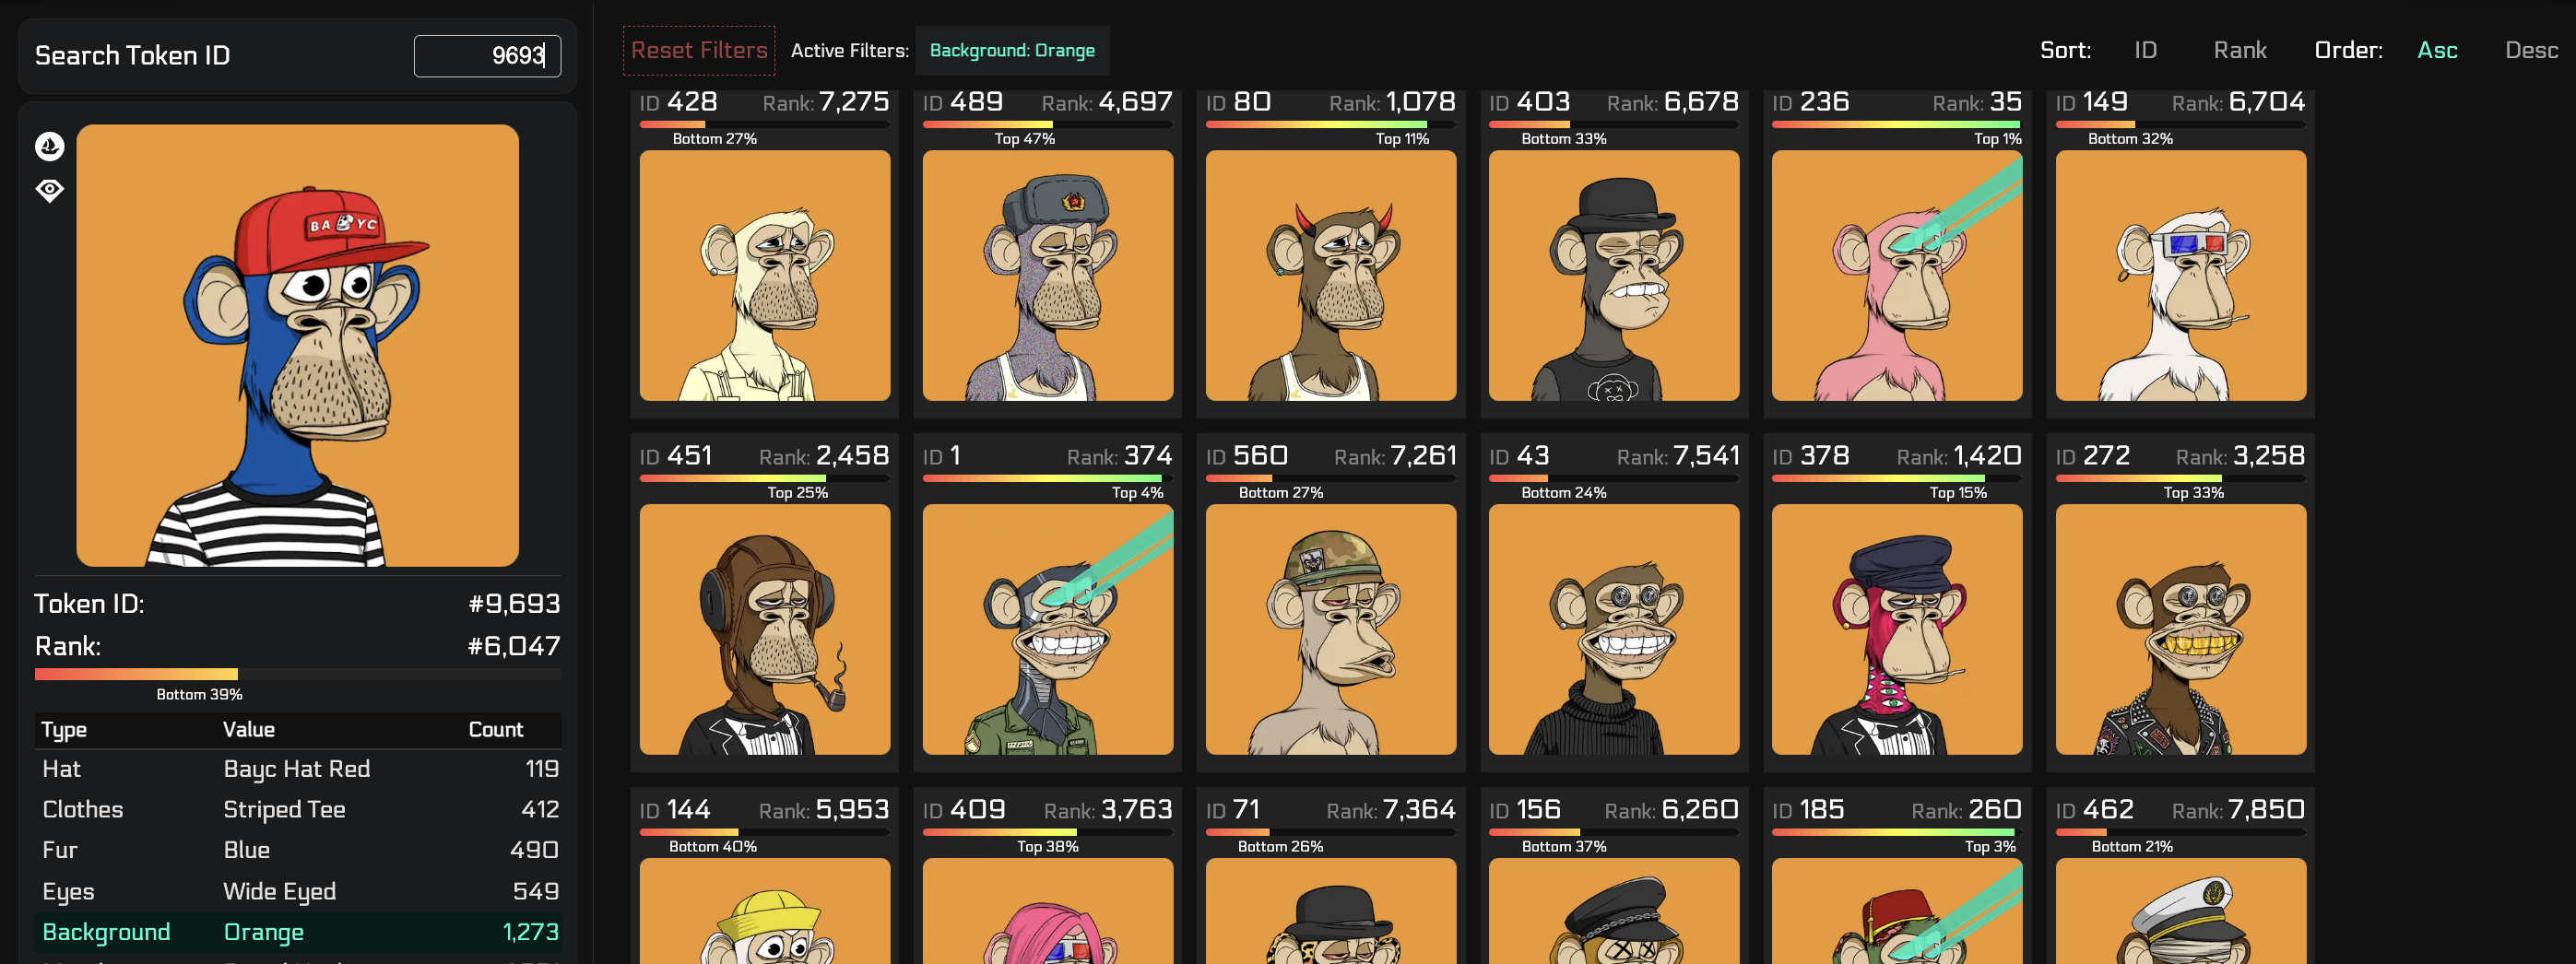 Search Token ID
9693
BA YC
Token ID: #9,693
Rank: #6,047
Bottom 39%
Type Value Count
Hat Bayc Hat Red 119
Clothes Striped Tee 412
Fur Blue 490
Eyes Wide Eyed 549
Background Orange 1,273
Reset Filters Active Filters: Background: Orange Sort: ID Rank Order: Asc Desc
ID 428 Rank: 7,275
Bottom 27%
ID 489 Rank: 4,697
Top 47%
ID 80 Rank: 1,078
Top 11%
ID 403 Rank: 6,678
Bottom 33%
ID 236 Rank: 35
Top 1%
ID 149 Rank: 6,704
Bottom 32%
ID 451 Rank: 2,458
Top 25%
ID 1 Rank: 374
Top 4%
ID 560 Rank: 7,261
Bottom 27%
ID 43 Rank: 7,541
Bottom 24%
ID 378 Rank: 1,420
Top 15%
ID 272 Rank: 3,258
Top 33%
ID 144 Rank: 5,953
Bottom 40%
ID 409 Rank: 3,763
Top 38%
ID 71 Rank: 7,364
Bottom 26%
ID 156 Rank: 6,260
Bottom 37%
ID 185 Rank: 260
Top 3%
ID 462 Rank: 7,850
Bottom 21%